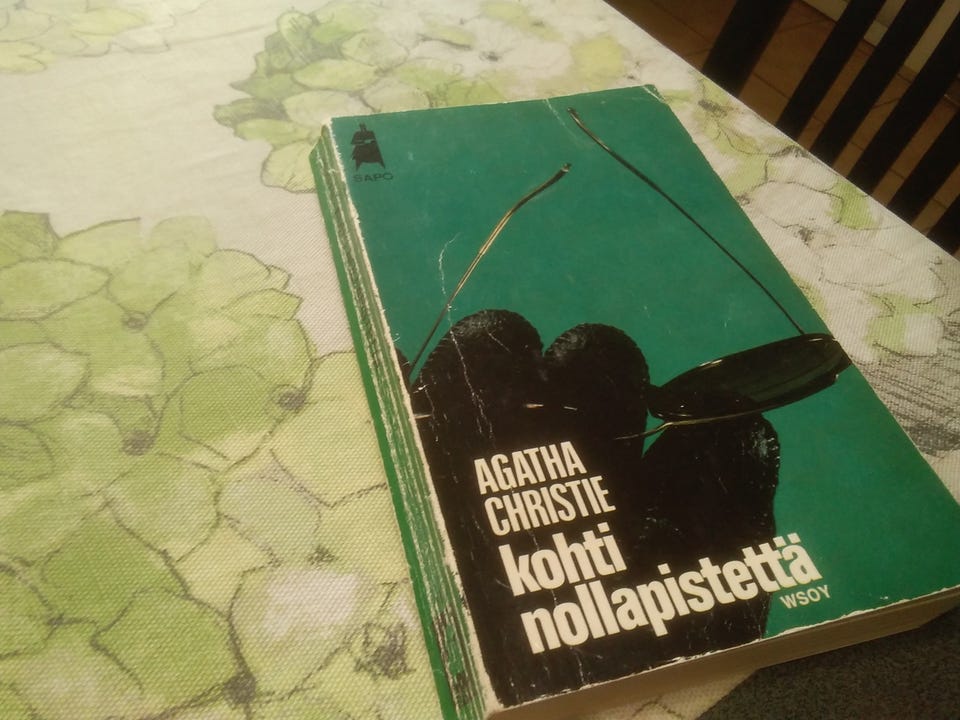 SAPO
AGATHA
CHRISTIE
kohti
nollapistettä
WSOY